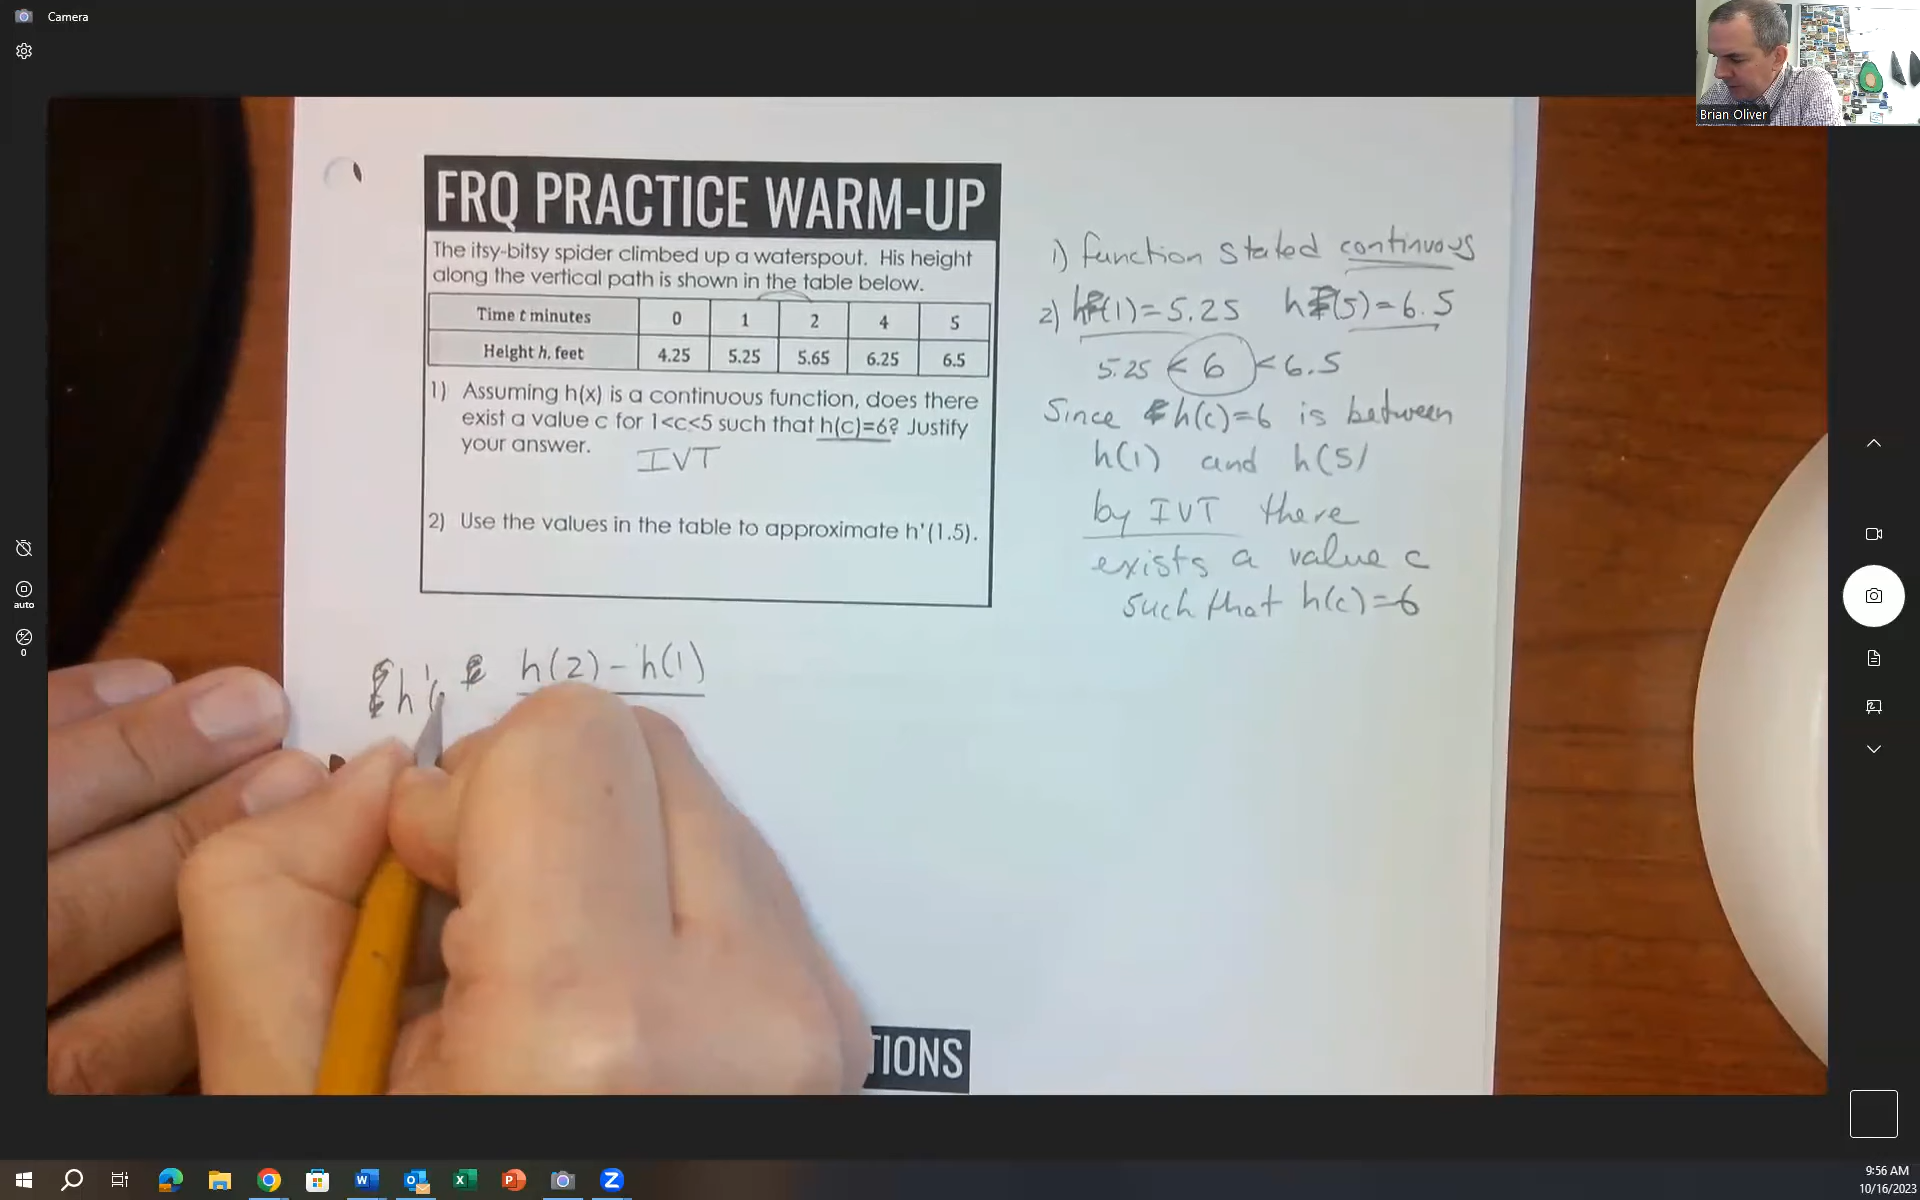 Camera
Brian Oliver
FRQ PRACTICE WARM-UP
The itsy-bitsy spider climbed up a waterspout. His height
along the vertical path is shown in the table below.
Time t minutes 0 1 2 4 5
Height h, feet 4.25 5.25 5.65 6.25 6.5
1) Assuming h(x) is a continuous function, does there
exist a value c for 1<c<5 such that h(c)=6? Justify
your answer.
IVT
2) Use the values in the table to approximate h'(1.5).
1) function stated continuous
2) h(1)=5.25 h(5)=6.5
5.25 < 6 < 6.5
Since h(c)=6 is between
h(1) and h(5)
by IVT there
exists a value c
such that h(c)=6
h'( h(2)-h(1)
TIONS
auto
0
9:56 AM
10/16/2023